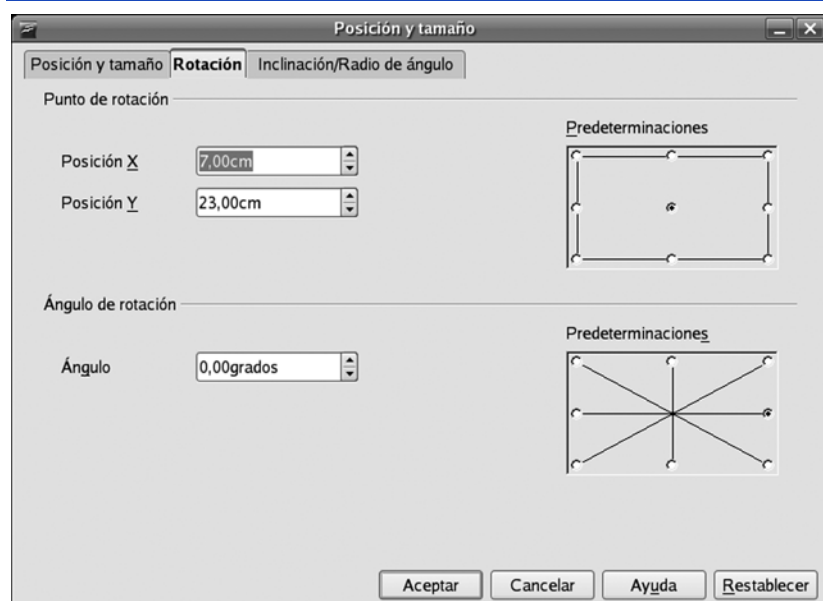 Posición y tamaño
Posición y tamaño Rotación Inclinación/Radio de ángulo
Punto de rotación
Predeterminaciones
Posición X 7,00cm
Posición Y 23,00cm
Ángulo de rotación
Predeterminaciones
Ángulo 0,00grados
Aceptar Cancelar Ayuda Restablecer